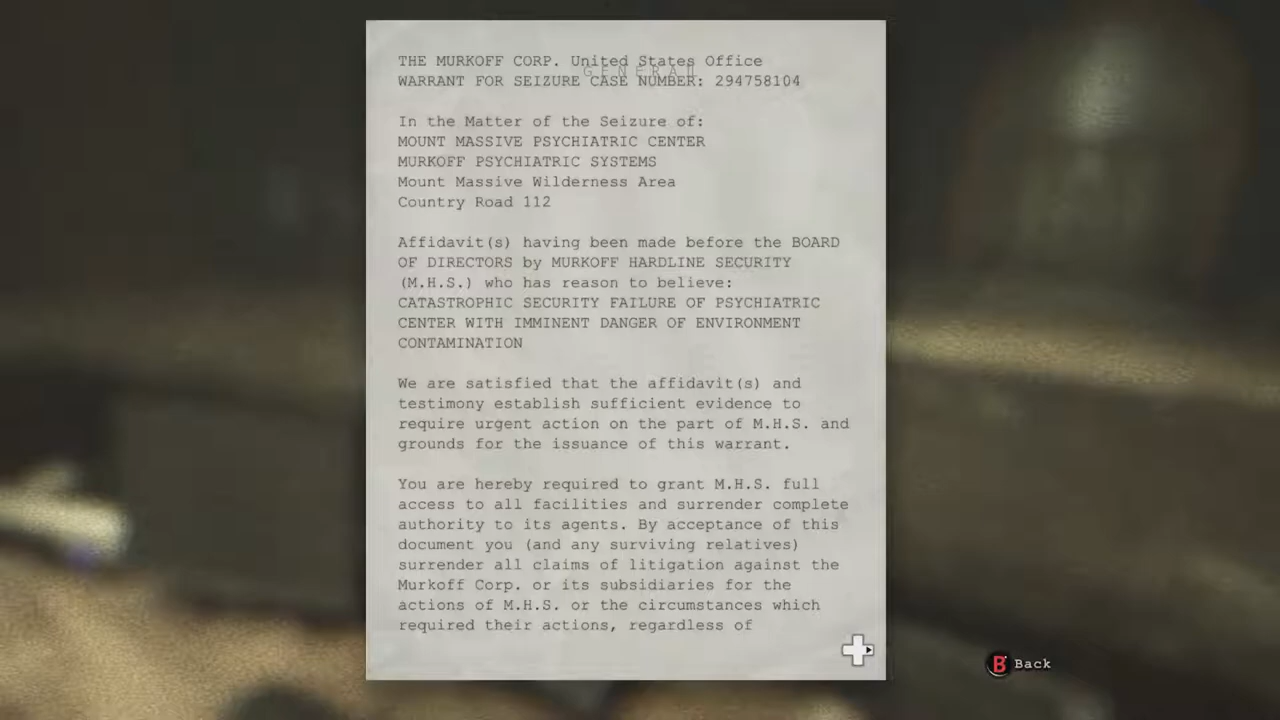 THE MURKOFF CORP. United States Office
GENERAL
WARRANT FOR SEIZURE CASE NUMBER: 294758104
In the Matter of the Seizure of:
MOUNT MASSIVE PSYCHIATRIC CENTER
MURKOFF PSYCHIATRIC SYSTEMS
Mount Massive Wilderness Area
Country Road 112
Affidavit(s) having been made before the BOARD
OF DIRECTORS by MURKOFF HARDLINE SECURITY
(M.H.S.) who has reason to believe:
CATASTROPHIC SECURITY FAILURE OF PSYCHIATRIC
CENTER WITH IMMINENT DANGER OF ENVIRONMENT
CONTAMINATION
We are satisfied that the affidavit(s) and
testimony establish sufficient evidence to
require urgent action on the part of M.H.S. and
grounds for the issuance of this warrant.
You are hereby required to grant M.H.S. full
access to all facilities and surrender complete
authority to its agents. By acceptance of this
document you (and any surviving relatives)
surrender all claims of litigation against the
Murkoff Corp. or its subsidiaries for the
actions of M.H.S. or the circumstances which
required their actions, regardless of
B Back